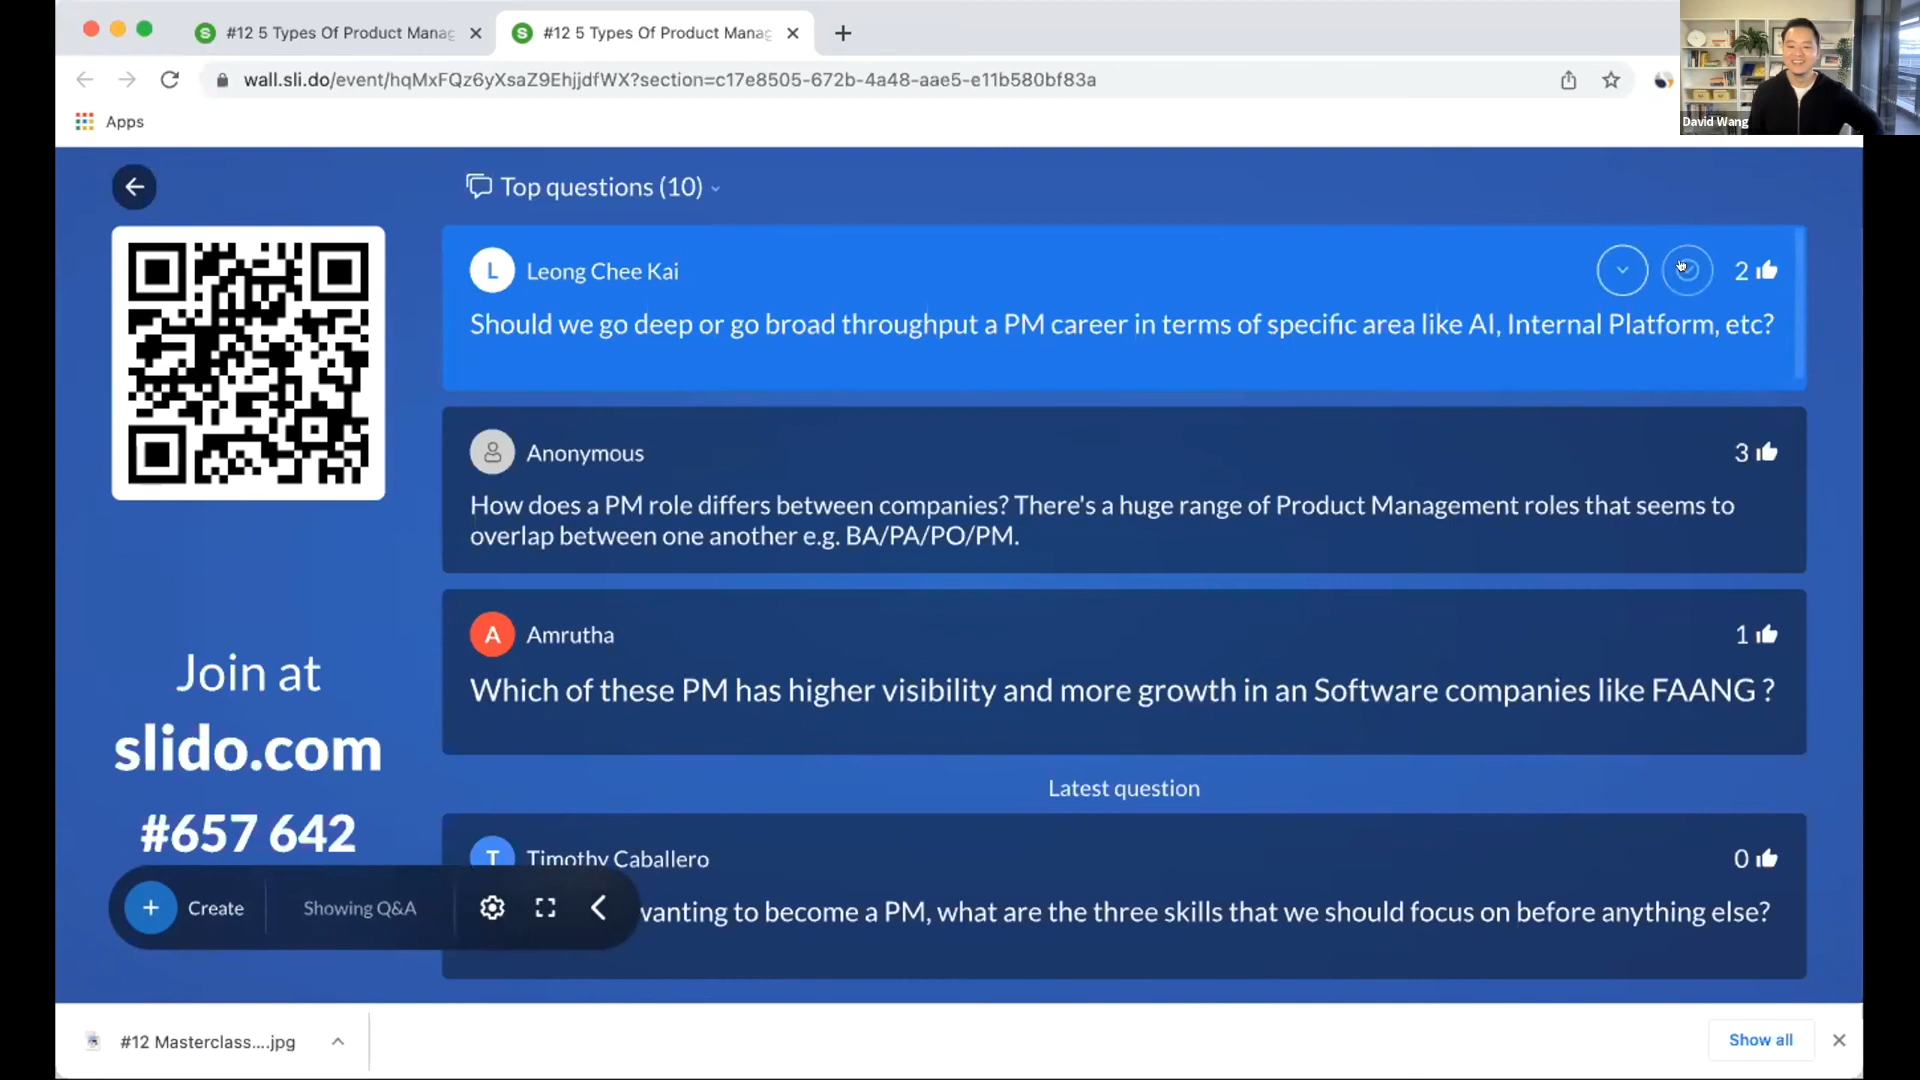 #12 5 Types Of Product Manag
#12 5 Types Of Product Manag
wall.sli.do/event/hqMxFQz6yXsaZ9EhjjdfWX?section=c17e8505-672b-4a48-aae5-e11b580bf83a
Apps
David Wang
Top questions (10)
L
Leong Chee Kai
2
Should we go deep or go broad throughput a PM career in terms of specific area like AI, Internal Platform, etc?
Anonymous
3
How does a PM role differs between companies? There's a huge range of Product Management roles that seems to
overlap between one another e.g. BA/PA/PO/PM.
A
Amrutha
1
Which of these PM has higher visibility and more growth in an Software companies like FAANG ?
Latest question
T
Timothy Caballero
0
wanting to become a PM, what are the three skills that we should focus on before anything else?
Join at
slido.com
#657 642
Create
Showing Q&A
#12 Masterclass....jpg
Show all